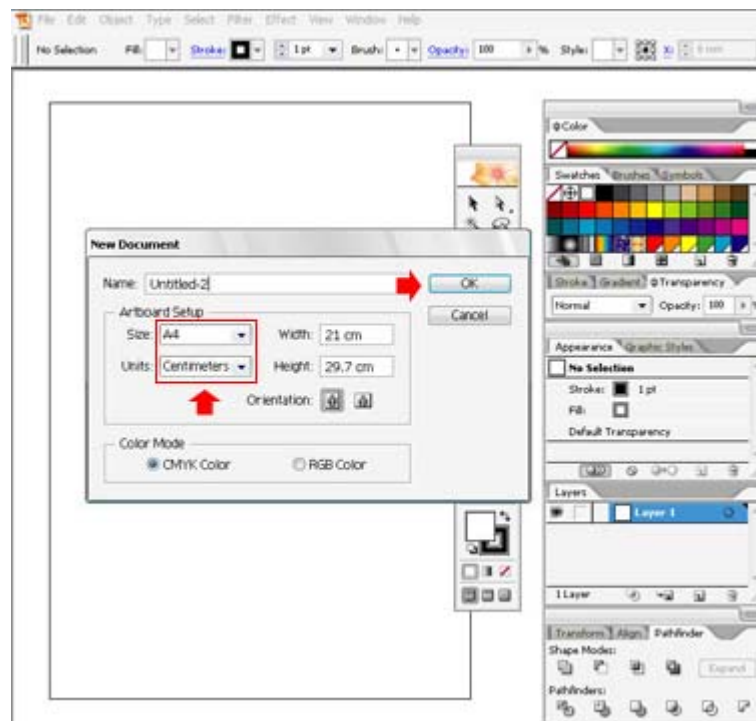 File Edit Object Type Select Filter Effect View Window Help
No Selection Fill: Stroke: 1 pt Brush: Opacity: 100 % Style: X: 0 mm
Color
Swatches Brushes Symbols
New Document
Name: Untitled-2 OK
Artboard Setup Cancel
Size: A4 Width: 21 cm
Units: Centimeters Height: 29.7 cm
Orientation:
Color Mode
CMYK Color RGB Color
Stroke Gradient Transparency
Normal Opacity: 100
Appearance Graphic Styles
No Selection
Stroke: 1 pt
Fill:
Default Transparency
Layers
Layer 1
1 Layer
Transform Align Pathfinder
Shape Modes:
Expand
Pathfinders: